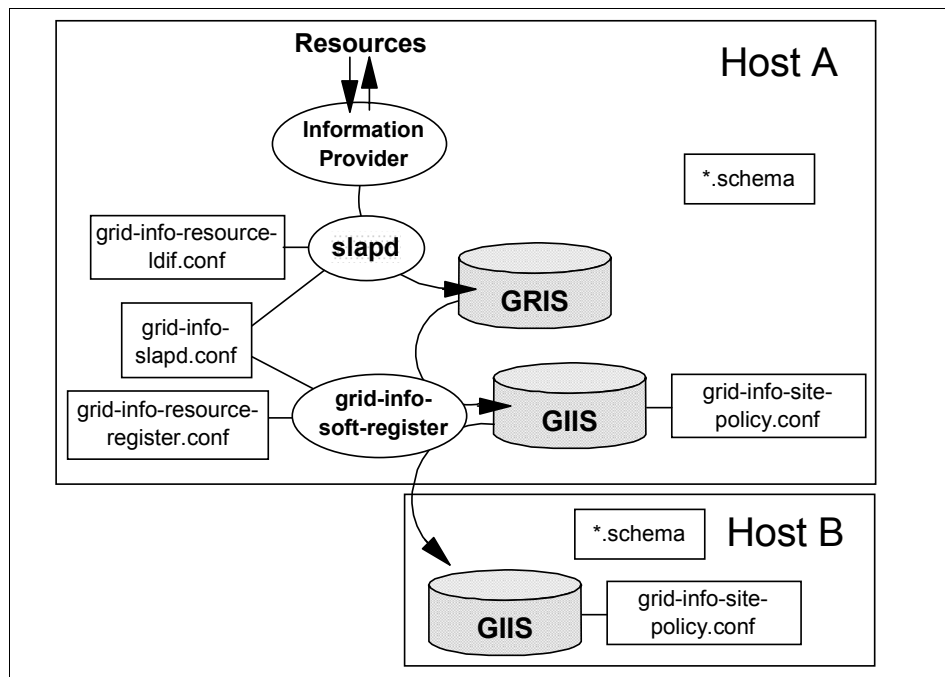 Resources
Host A
Information
Provider
*.schema
grid-info-resource-
ldif.conf
slapd
GRIS
grid-info-
slapd.conf
grid-info-resource-
register.conf
grid-info-
soft-register
GIIS
grid-info-site-
policy.conf
*.schema
Host B
GIIS
grid-info-site-
policy.conf